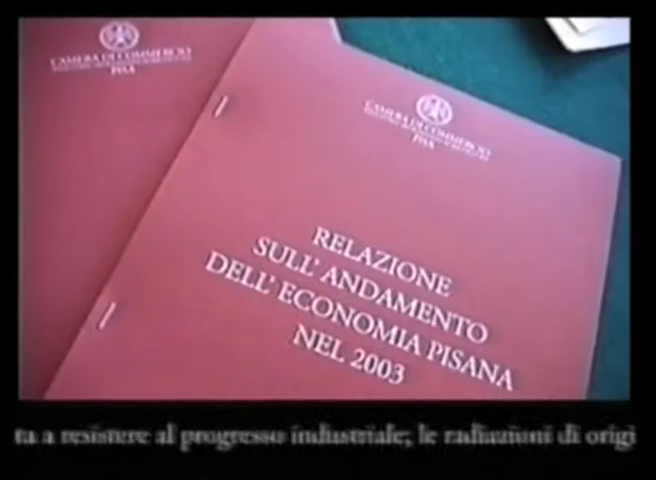 CAMERA DI COMMERCIO
PISA
CAMERA DI COMMERCIO
PISA
RELAZIONE
SULL' ANDAMENTO
DELL' ECONOMIA PISANA
NEL 2003
ta a resistere al progresso industriale; le radiazioni di origi